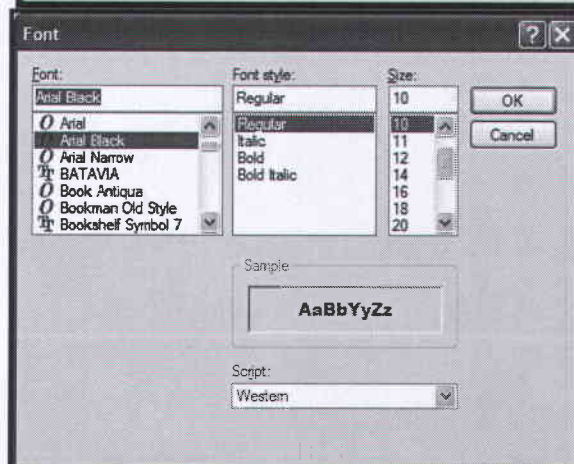 Font
Font:
Arial Black
Arial
Arial Black
Arial Narrow
BATAVIA
Book Antiqua
Bookman Old Style
Bookshelf Symbol 7
Font style:
Regular
Regular
Italic
Bold
Bold Italic
Size:
10
10
11
12
14
16
18
20
OK
Cancel
Sample
AaBbYyZz
Script:
Western